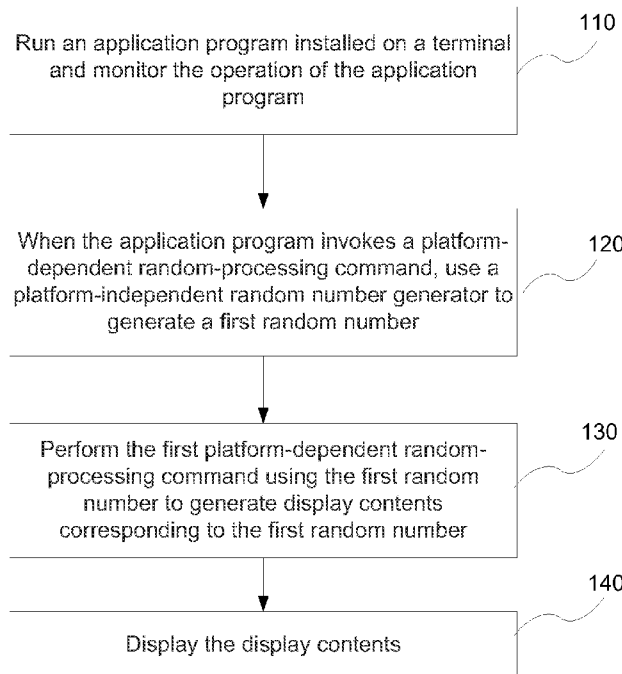 Run an application program installed on a terminal
and monitor the operation of the application
program
110
When the application program invokes a platform-
dependent random-processing command, use a
platform-independent random number generator to
generate a first random number
120
Perform the first platform-dependent random-
processing command using the first random
number to generate display contents
corresponding to the first random number
130
Display the display contents
140